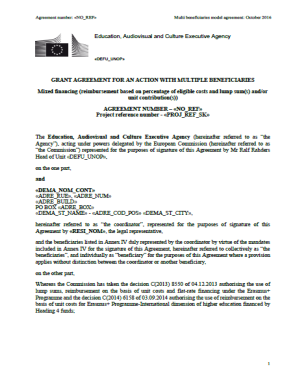 Agreement number: «NO_REF» Multi beneficiaries model agreement: October 2014
Education, Audiovisual and Culture Executive Agency
«DEFU_UNOP»
GRANT AGREEMENT FOR AN ACTION WITH MULTIPLE BENEFICIARIES
Mixed financing (reimbursement based on percentage of eligible costs and lump sum(s) and/or
unit contribution(s))
AGREEMENT NUMBER – «NO_REF»
Project reference number - «PROJ_REF_SK»
The Education, Audiovisual and Culture Executive Agency (hereinafter referred to as "the
Agency"), acting under powers delegated by the European Commission (hereinafter referred to as
"the Commission") represented for the purposes of signature of this Agreement by Mr Ralf Rahders
Head of Unit «DEFU_UNOP»,
on the one part,
and
«DEMA_NOM_CONT»
«ADRE_RUE», «ADRE_NUM»
«ADRE_BUILD»
PO BOX «ADRE_BOX»
«DEMA_ST_NAME» - «ADRE_COD_POS» «DEMA_ST_CITY»,
hereinafter referred to as "the coordinator", represented for the purposes of signature of this
Agreement by «RESI_NOM», the legal representative,
and the beneficiaries listed in Annex IV duly represented by the coordinator by virtue of the mandates
included in Annex IV for the signature of this Agreement, hereinafter referred to collectively as "the
beneficiaries", and individually as "beneficiary" for the purposes of this Agreement where a provision
applies without distinction between the coordinator or another beneficiary,
on the other part,
Whereas the Commission has taken the decision C(2013) 8550 of 04.12.2013 authorising the use of
lump sums, reimbursement on the basis of unit costs and flat-rate financing under the Erasmus+
Programme and the decision C(2014) 6158 of 03.09.2014 authorising the use of reimbursement on
the basis of unit costs for Erasmus+ Programme-International dimension of higher education financed by
Heading 4 funds,
1